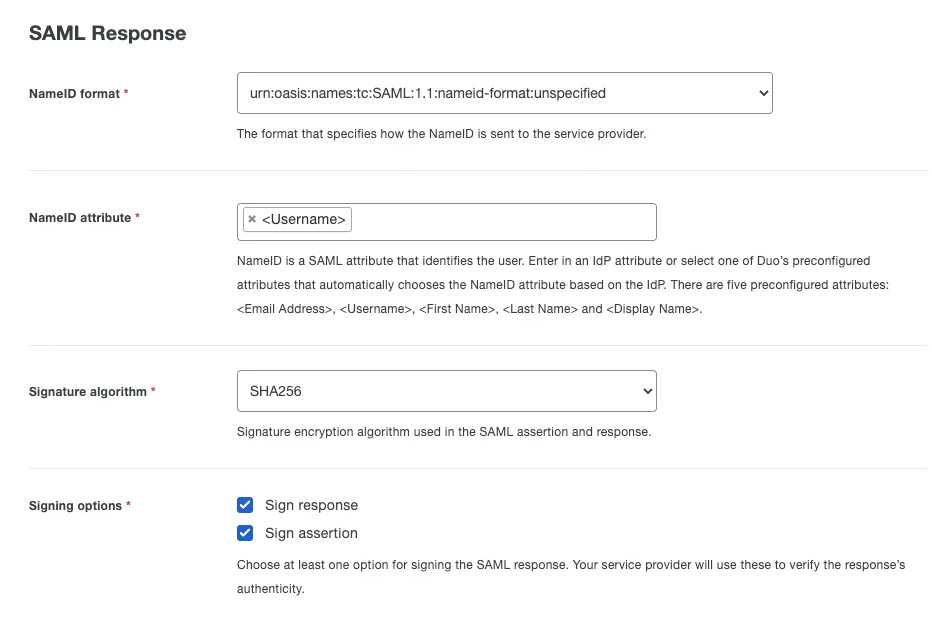 SAML Response
NameID format *
urn:oasis:names:tc:SAML:1.1:nameid-format:unspecified
The format that specifies how the NameID is sent to the service provider.
NameID attribute *
× <Username>
NameID is a SAML attribute that identifies the user. Enter in an IdP attribute or select one of Duo’s preconfigured
attributes that automatically chooses the NameID attribute based on the IdP. There are five preconfigured attributes:
<Email Address>, <Username>, <First Name>, <Last Name> and <Display Name>.
Signature algorithm *
SHA256
Signature encryption algorithm used in the SAML assertion and response.
Signing options *
Sign response
Sign assertion
Choose at least one option for signing the SAML response. Your service provider will use these to verify the response’s
authenticity.